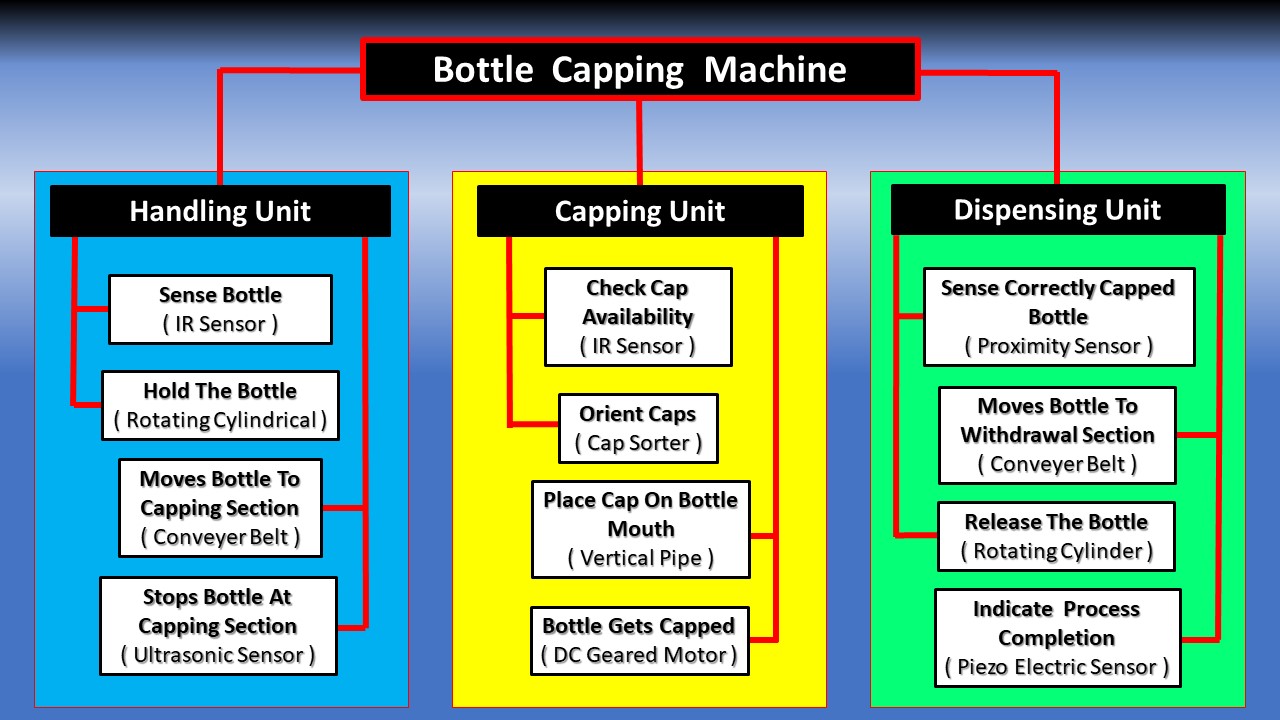 Bottle Capping Machine
Handling Unit
Sense Bottle
( IR Sensor )
Hold The Bottle
( Rotating Cylindrical )
Moves Bottle To
Capping Section
( Conveyer Belt )
Stops Bottle At
Capping Section
( Ultrasonic Sensor )
Capping Unit
Check Cap
Availability
( IR Sensor )
Orient Caps
( Cap Sorter )
Place Cap On Bottle
Mouth
( Vertical Pipe )
Bottle Gets Capped
( DC Geared Motor )
Dispensing Unit
Sense Correctly Capped
Bottle
( Proximity Sensor )
Moves Bottle To
Withdrawal Section
( Conveyer Belt )
Release The Bottle
( Rotating Cylinder )
Indicate Process
Completion
( Piezo Electric Sensor )